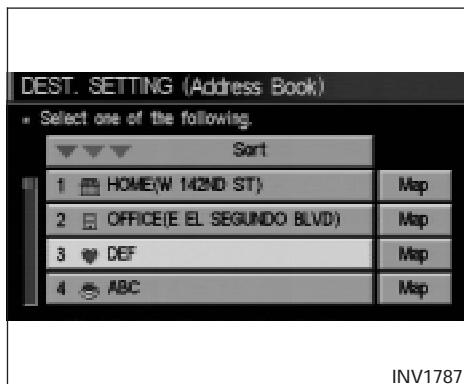 DEST. SETTING (Address Book)
Select one of the following.
Sort
1 HOME(W 142ND ST) Map
2 OFFICE(E EL SEGUNDO BLVD) Map
3 DEF Map
4 ABC Map
INV1787